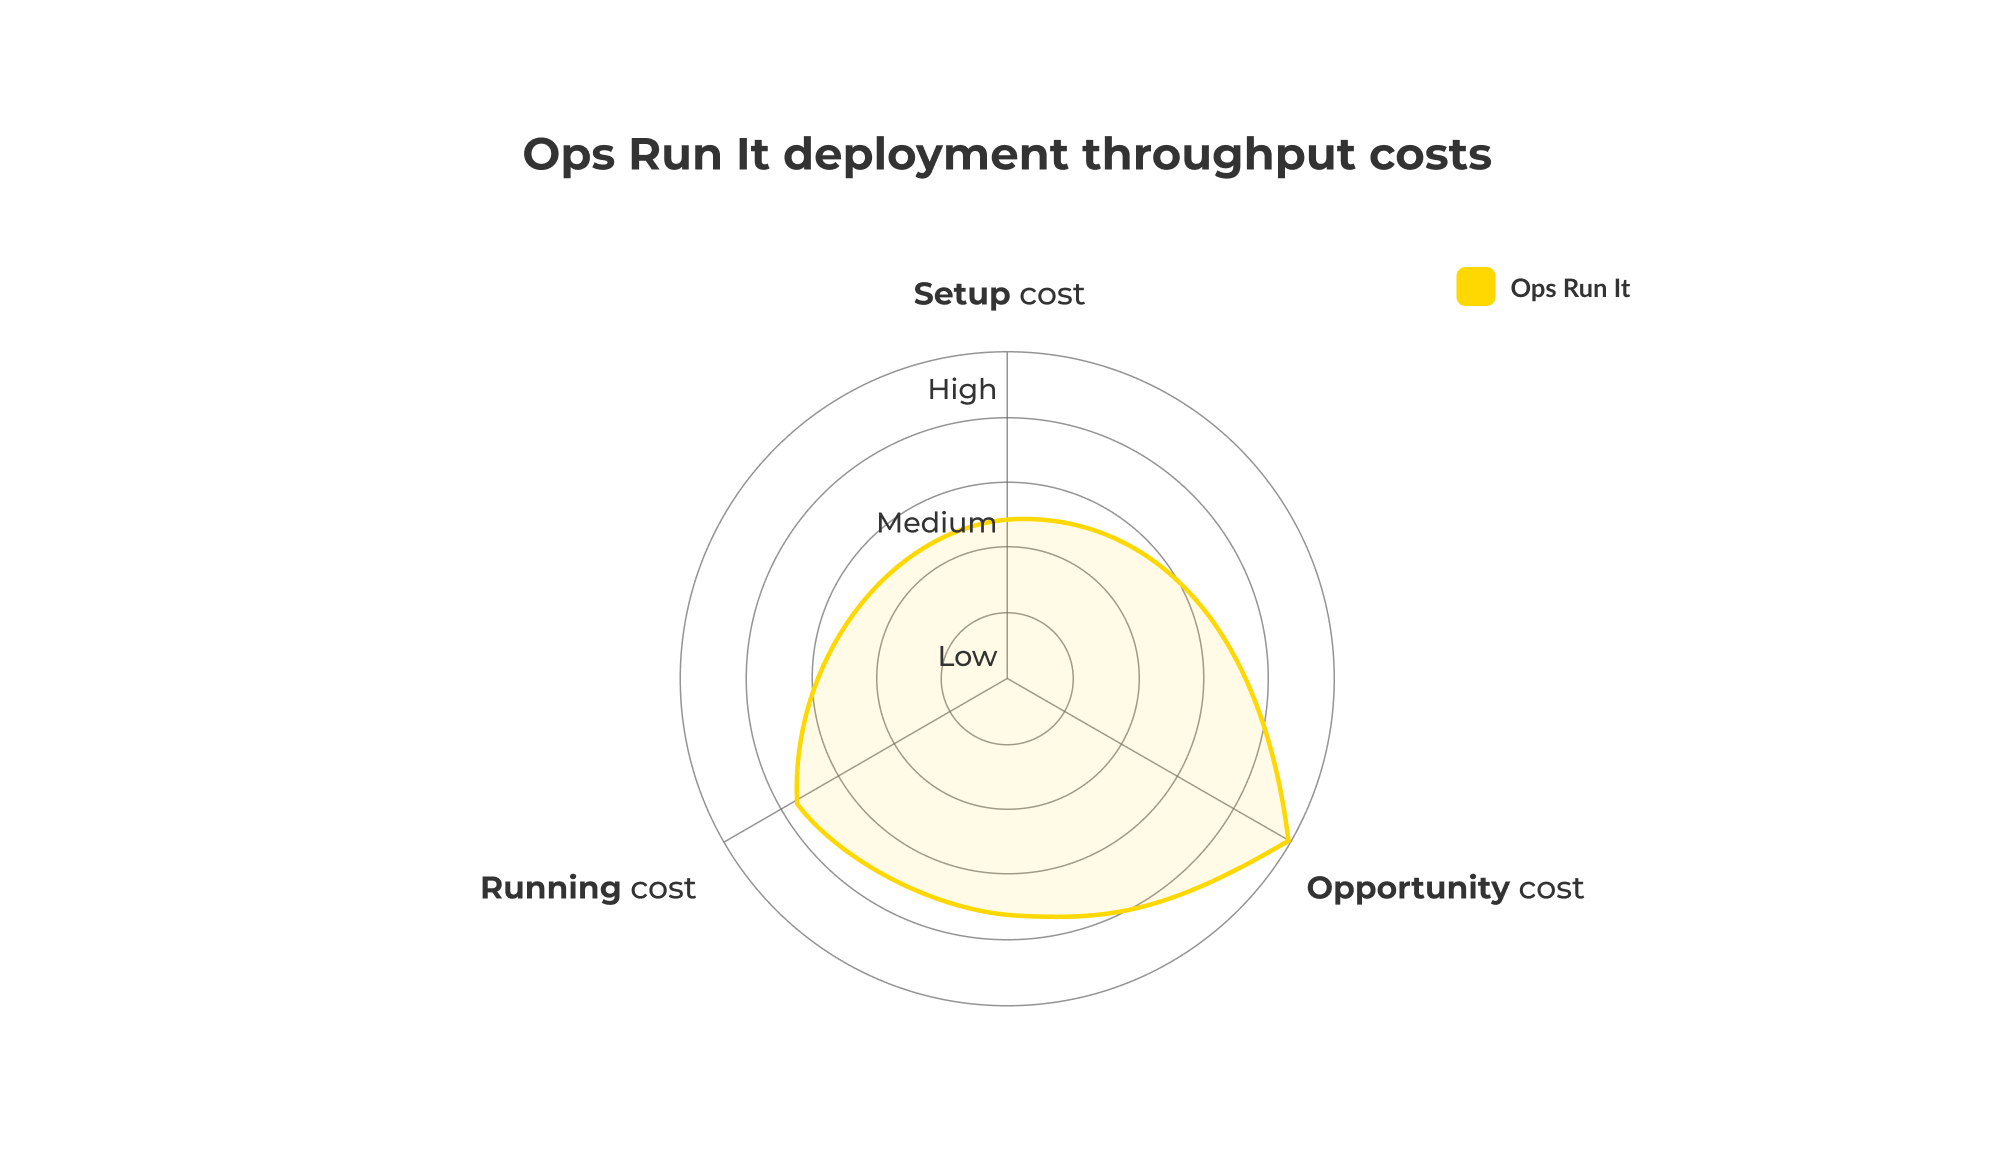 Ops Run It deployment throughput costs
Setup cost
Ops Run It
High
Medium
Low
Running cost
Opportunity cost